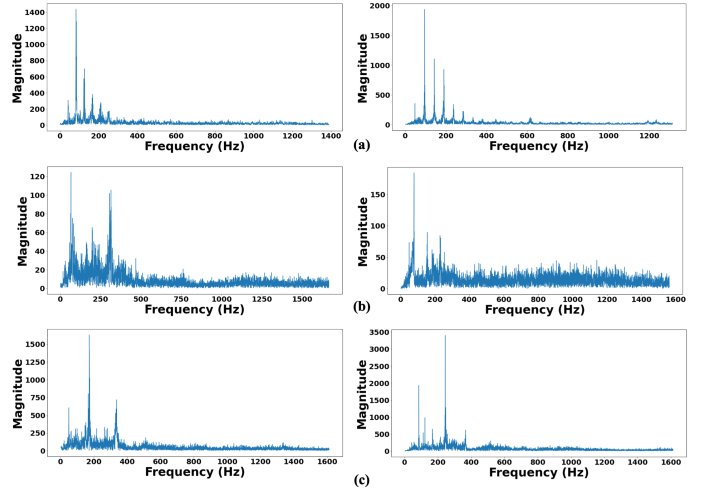 1400
1200
1000
800
600
400
200
0
Magnitude
0 200 400 600 800 1000 1200 1400
Frequency (Hz)
2000
1500
1000
500
0
Magnitude
0 200 400 600 800 1000 1200
Frequency (Hz)
(a)
120
100
80
60
40
20
0
Magnitude
0 250 500 750 1000 1250 1500
Frequency (Hz)
150
100
50
0
Magnitude
0 200 400 600 800 1000 1200 1400 1600
Frequency (Hz)
(b)
1500
1250
1000
750
500
250
0
Magnitude
0 200 400 600 800 1000 1200 1400 1600
Frequency (Hz)
3500
3000
2500
2000
1500
1000
500
0
Magnitude
0 200 400 600 800 1000 1200 1400 1600
Frequency (Hz)
(c)